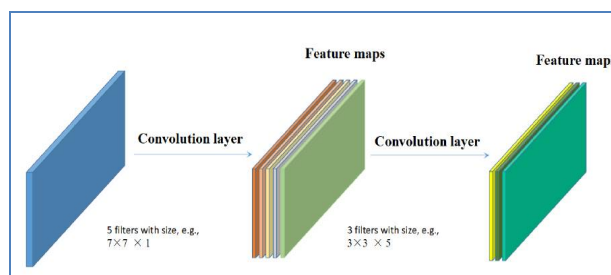 Feature maps
Feature map
Convolution layer
Convolution layer
5 filters with size, e.g.,
7×7 × 1
3 filters with size, e.g.,
3×3 × 5